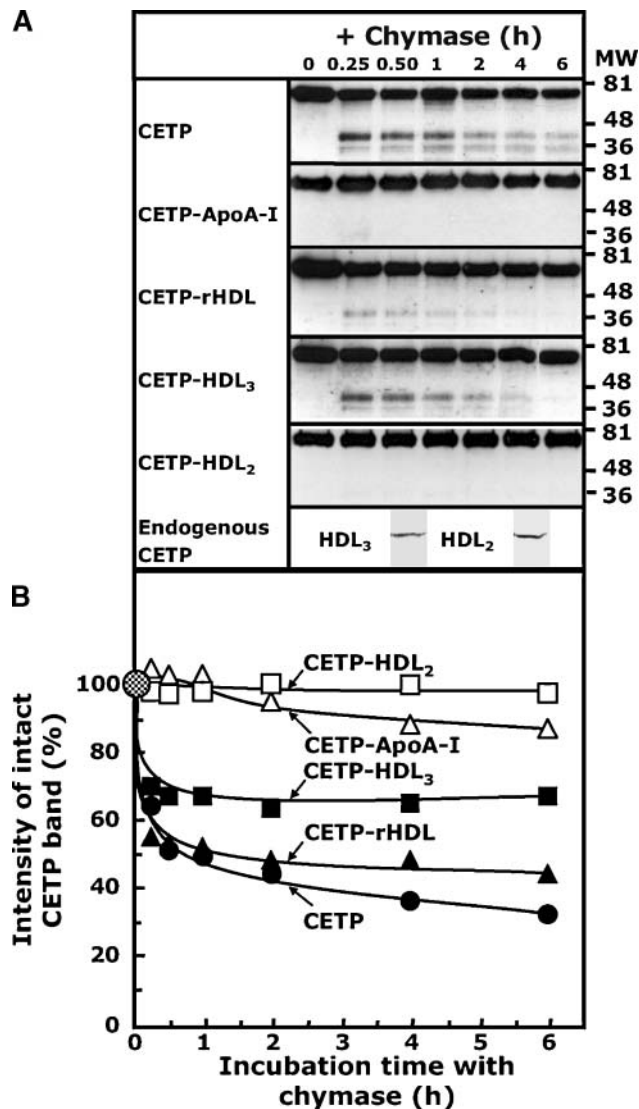 A
+ Chymase (h)
0 0.25 0.50 1 2 4 6 MW
CETP
81
48
36
CETP-ApoA-I
81
48
36
CETP-rHDL
81
48
36
CETP-HDL₃
81
48
36
CETP-HDL₂
81
48
36
Endogenous
CETP
HDL₃ HDL₂
B
Intensity of intact
CETP band (%)
100
80
60
40
20
0
CETP-HDL₂
CETP-ApoA-I
CETP-HDL₃
CETP-rHDL
CETP
0 1 2 3 4 5 6
Incubation time with
chymase (h)